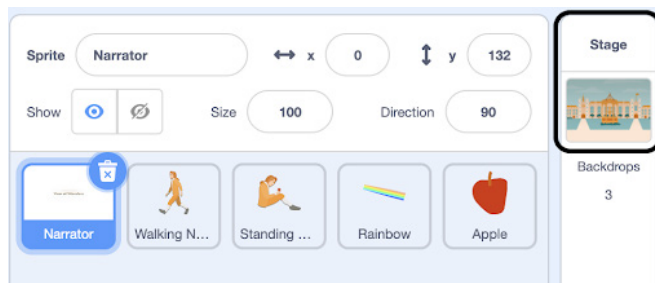 Sprite Narrator x 0 y 132
Show Size 100 Direction 90
Narrator
Walking N...
Standing ...
Rainbow
Apple
Stage
Backdrops
3